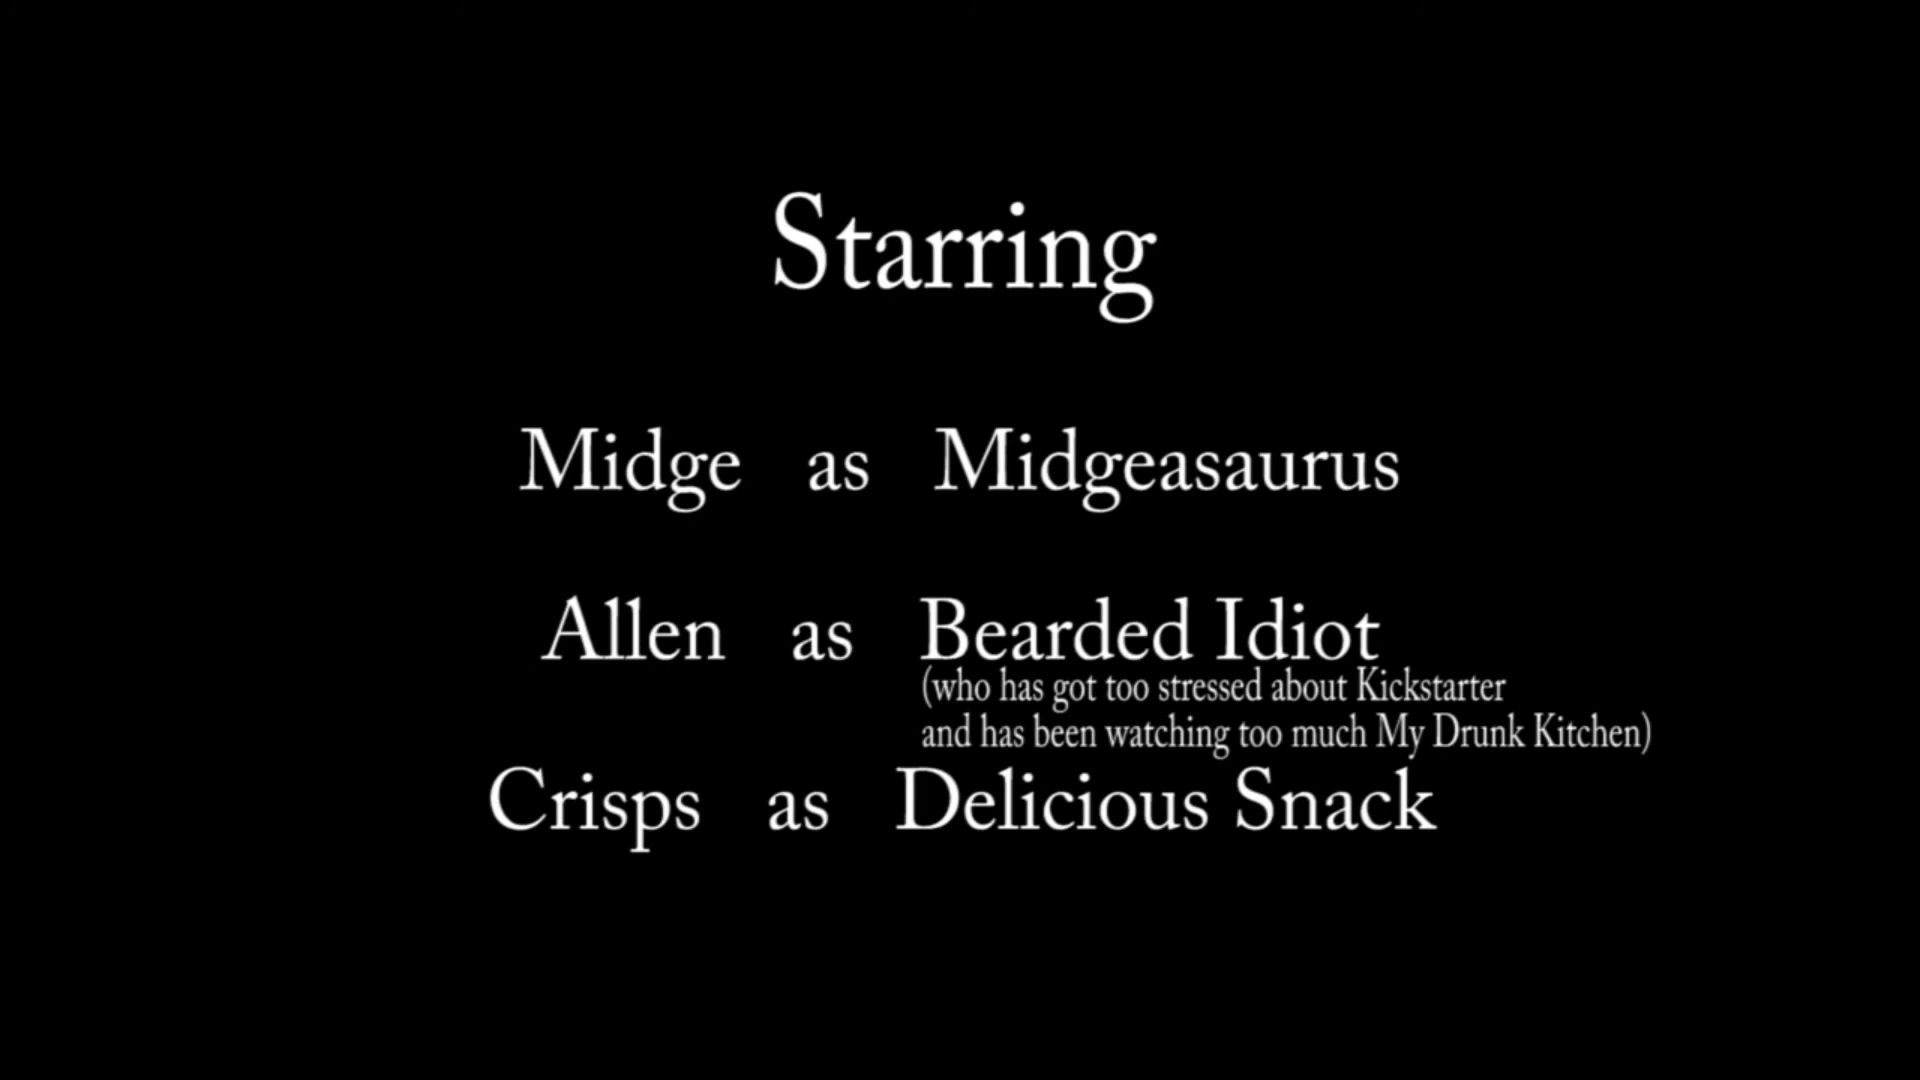 Starring
Midge as Midgeasaurus
Allen as Bearded Idiot
(who has got too stressed about Kickstarter
and has been watching too much My Drunk Kitchen)
Crisps as Delicious Snack